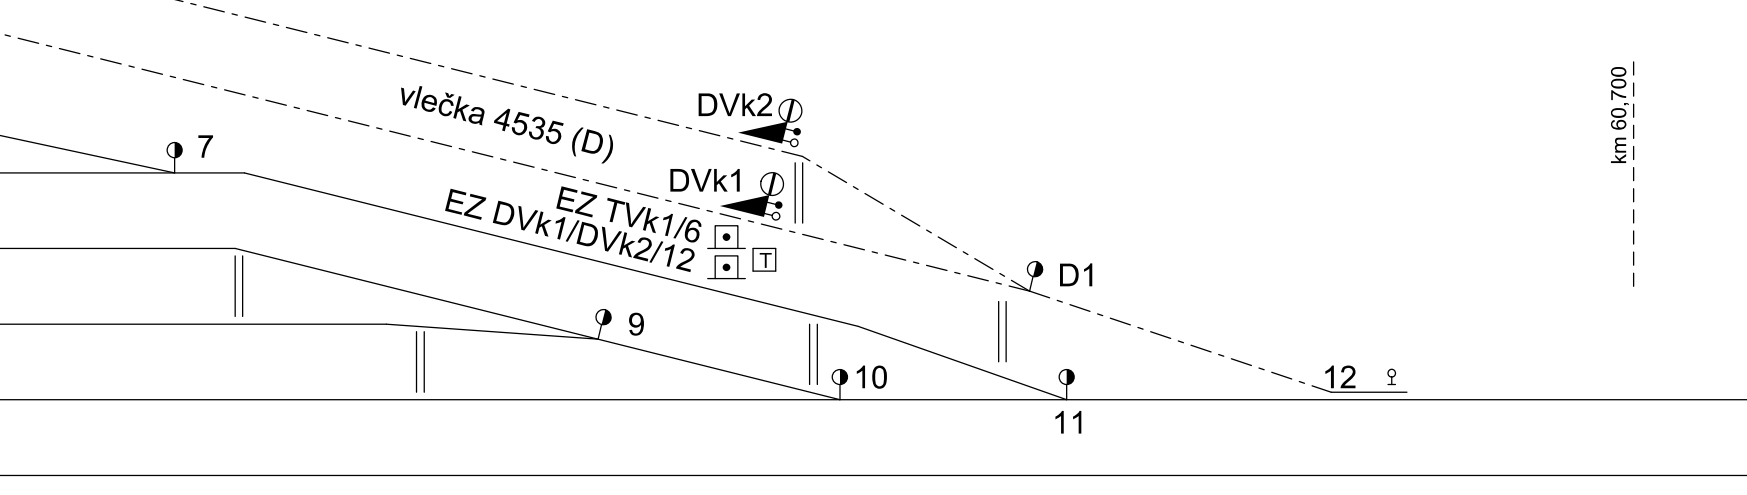 km 60,700
vlečka 4535 (D)
DVk2
7
DVk1
EZ TVk1/6
EZ DVk1/DVk2/12
T
D1
9
10
12
11